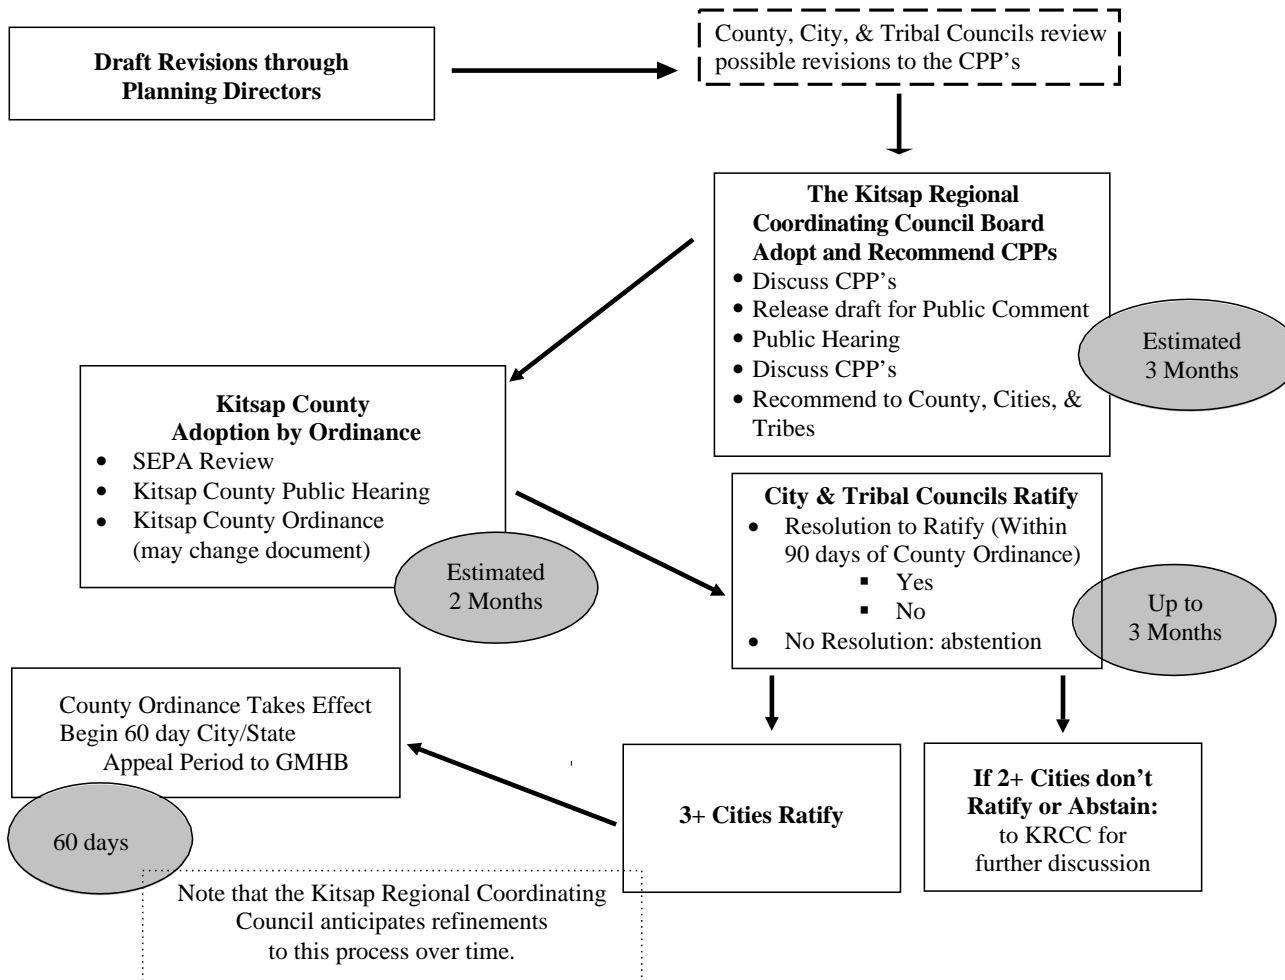 Draft Revisions through
Planning Directors
County, City, & Tribal Councils review
possible revisions to the CPP’s
The Kitsap Regional
Coordinating Council Board
Adopt and Recommend CPPs
• Discuss CPP’s
• Release draft for Public Comment
• Public Hearing
• Discuss CPP’s
• Recommend to County, Cities, &
Tribes
Estimated
3 Months
Kitsap County
Adoption by Ordinance
• SEPA Review
• Kitsap County Public Hearing
• Kitsap County Ordinance
(may change document)
Estimated
2 Months
City & Tribal Councils Ratify
• Resolution to Ratify (Within
90 days of County Ordinance)
▪ Yes
▪ No
• No Resolution: abstention
Up to
3 Months
County Ordinance Takes Effect
Begin 60 day City/State
Appeal Period to GMHB
60 days
3+ Cities Ratify
If 2+ Cities don’t
Ratify or Abstain:
to KRCC for
further discussion
Note that the Kitsap Regional Coordinating
Council anticipates refinements
to this process over time.